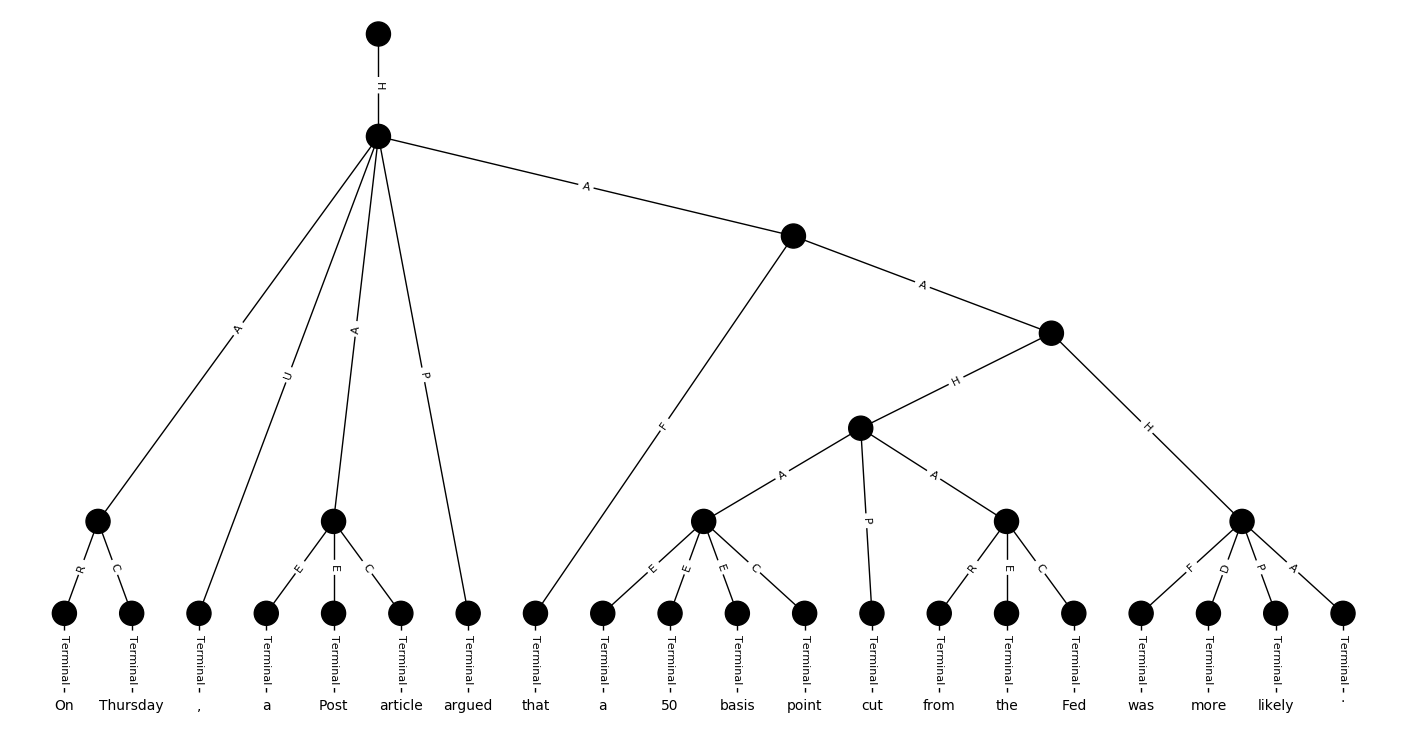 H
A
A
A
A
U
P
H
F
H
A
A
P
R
C
E
E
C
E
E
E
C
R
E
C
F
D
P
A
Terminal Terminal Terminal Terminal Terminal Terminal Terminal Terminal Terminal Terminal Terminal Terminal Terminal Terminal Terminal Terminal Terminal Terminal Terminal Terminal
On Thursday , a Post article argued that a 50 basis point cut from the Fed was more likely .